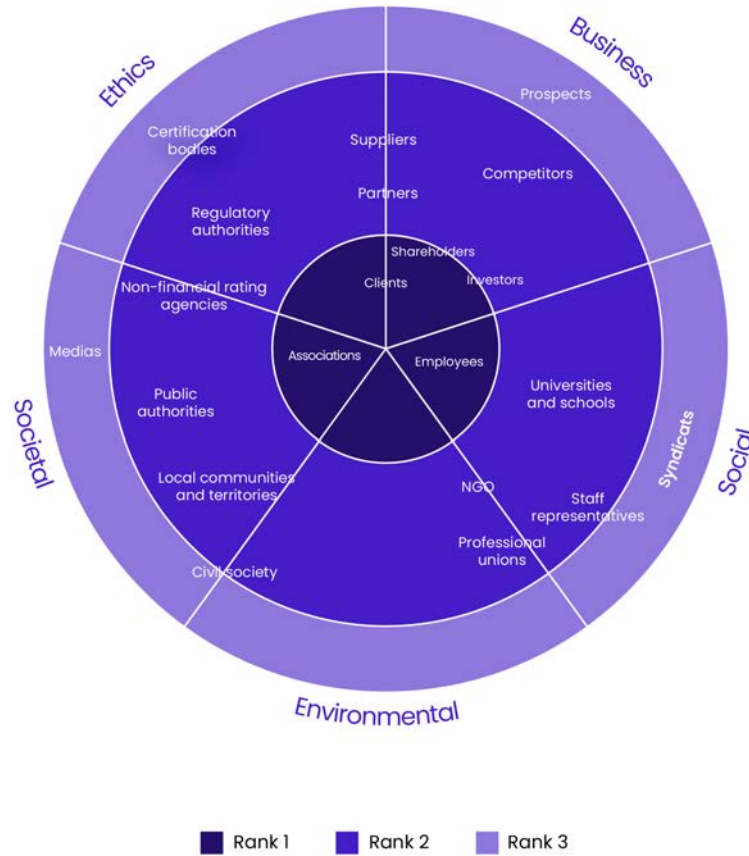 Ethics
Business
Prospects
Certification
bodies
Suppliers
Competitors
Partners
Regulatory
authorities
Shareholders
Clients
Investors
Non-financial rating
agencies
Medias
Associations
Employees
Universities
and schools
Public
authorities
Societal
Social
Syndicats
Local communities
and territories
NGO
Staff
representatives
Professional
unions
Civil society
Environmental
Rank 1
Rank 2
Rank 3